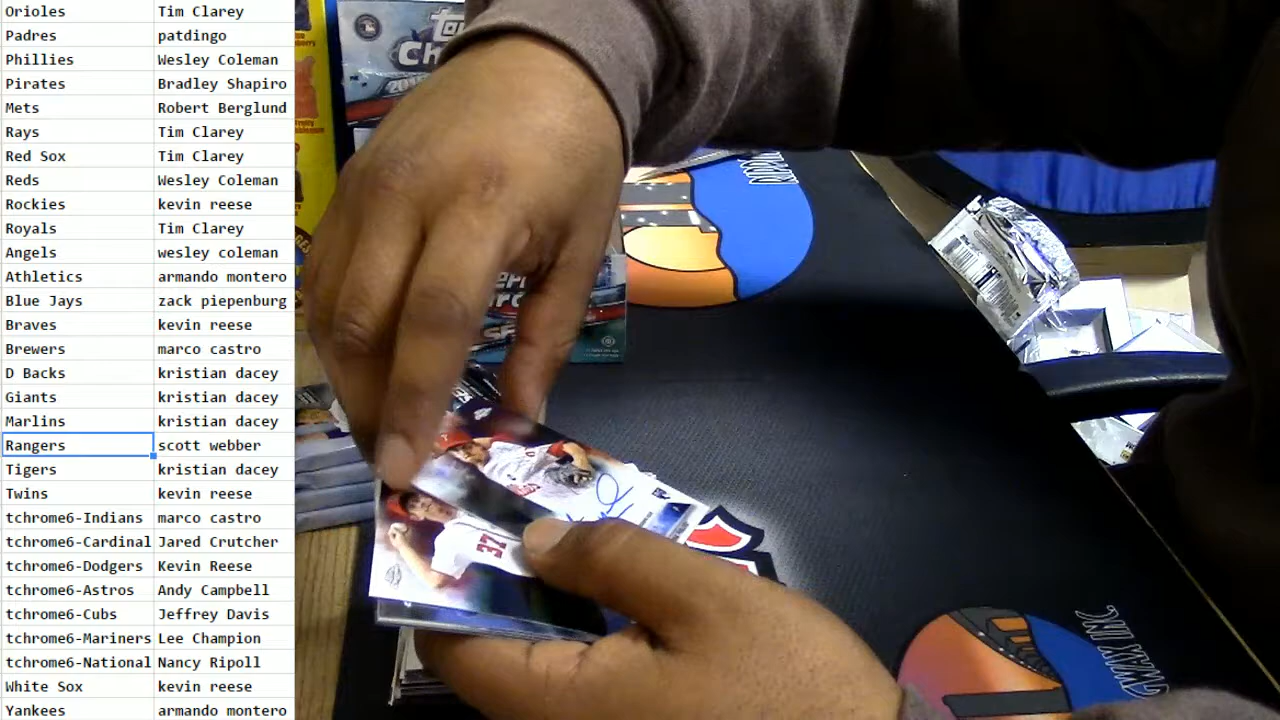 Orioles Tim Clarey
Padres patdingo
Phillies Wesley Coleman
Pirates Bradley Shapiro
Mets Robert Berglund
Rays Tim Clarey
Red Sox Tim Clarey
Reds Wesley Coleman
Rockies kevin reese
Royals Tim Clarey
Angels wesley coleman
Athletics armando montero
Blue Jays zack piepenburg
Braves kevin reese
Brewers marco castro
D Backs kristian dacey
Giants kristian dacey
Marlins kristian dacey
Rangers scott webber
Tigers kristian dacey
Twins kevin reese
tchrome6-Indians marco castro
tchrome6-Cardinal Jared Crutcher
tchrome6-Dodgers Kevin Reese
tchrome6-Astros Andy Campbell
tchrome6-Cubs Jeffrey Davis
tchrome6-Mariners Lee Champion
tchrome6-National Nancy Ripoll
White Sox kevin reese
Yankees armando montero
37
WAX INC